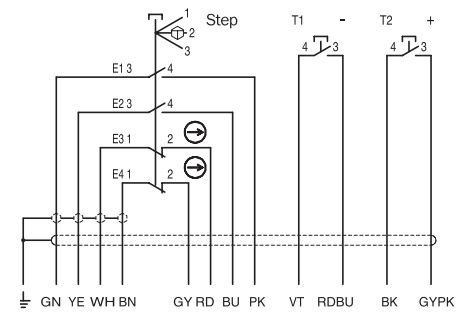 1
Step
T1 - T2 +
2
3
4 3 4 3
E1 3 4
E2 3 4
E3 1 2
E4 1 2
GN YE WH BN GY RD BU PK VT RDBU BK GYPK